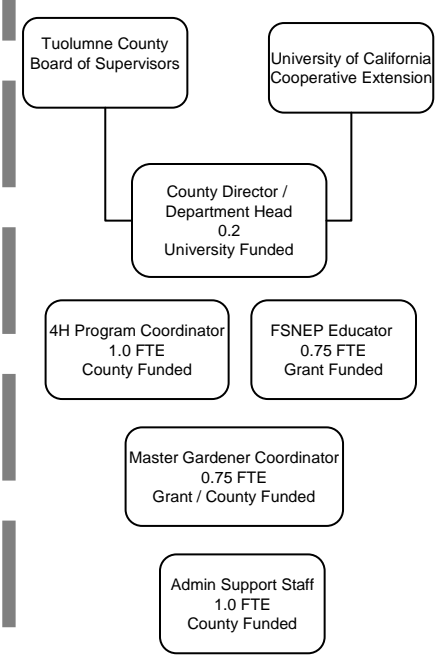 Tuolumne County
Board of Supervisors
University of California
Cooperative Extension
County Director /
Department Head
0.2
University Funded
4H Program Coordinator
1.0 FTE
County Funded
FSNEP Educator
0.75 FTE
Grant Funded
Master Gardener Coordinator
0.75 FTE
Grant / County Funded
Admin Support Staff
1.0 FTE
County Funded